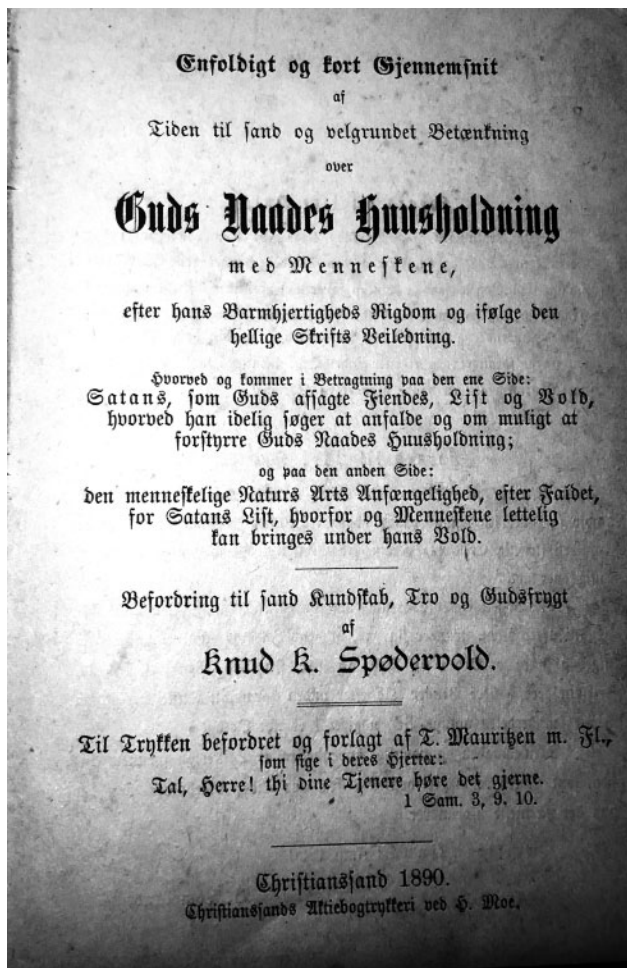 Enfoldigt og kort Gjennemsnit
af
Tiden til sand og velgrundet Betænkning
over
Guds Naades Huusholdning
med Menneskene,
efter hans Barmhjertigheds Rigdom og ifølge den
hellige Skrifts Veiledning.
Hvorved og kommer i Betragtning paa den ene Side:
Satans, som Guds afsagte Fiendes, List og Vold,
hvorved han idelig søger at anfalde og om muligt at
forstyrre Guds Naades Huusholdning;
og paa den anden Side:
den menneskelige Naturs Arts Anfængelighed, efter Faldet,
for Satans List, hvorfor og Menneskene lettelig
kan bringes under hans Vold.
Befordring til sand Kundskab, Tro og Gudsfrygt
af
Knud K. Spødervold.
Til Trykken befordret og forlagt af T. Mauritzen m. Fl.,
som sige i deres Hjerter:
Tal, Herre! thi dine Tjenere høre det gjerne.
1 Sam. 3, 9. 10.
Christianssand 1890.
Christianssands Aktiebogtrykkeri ved H. Moe.